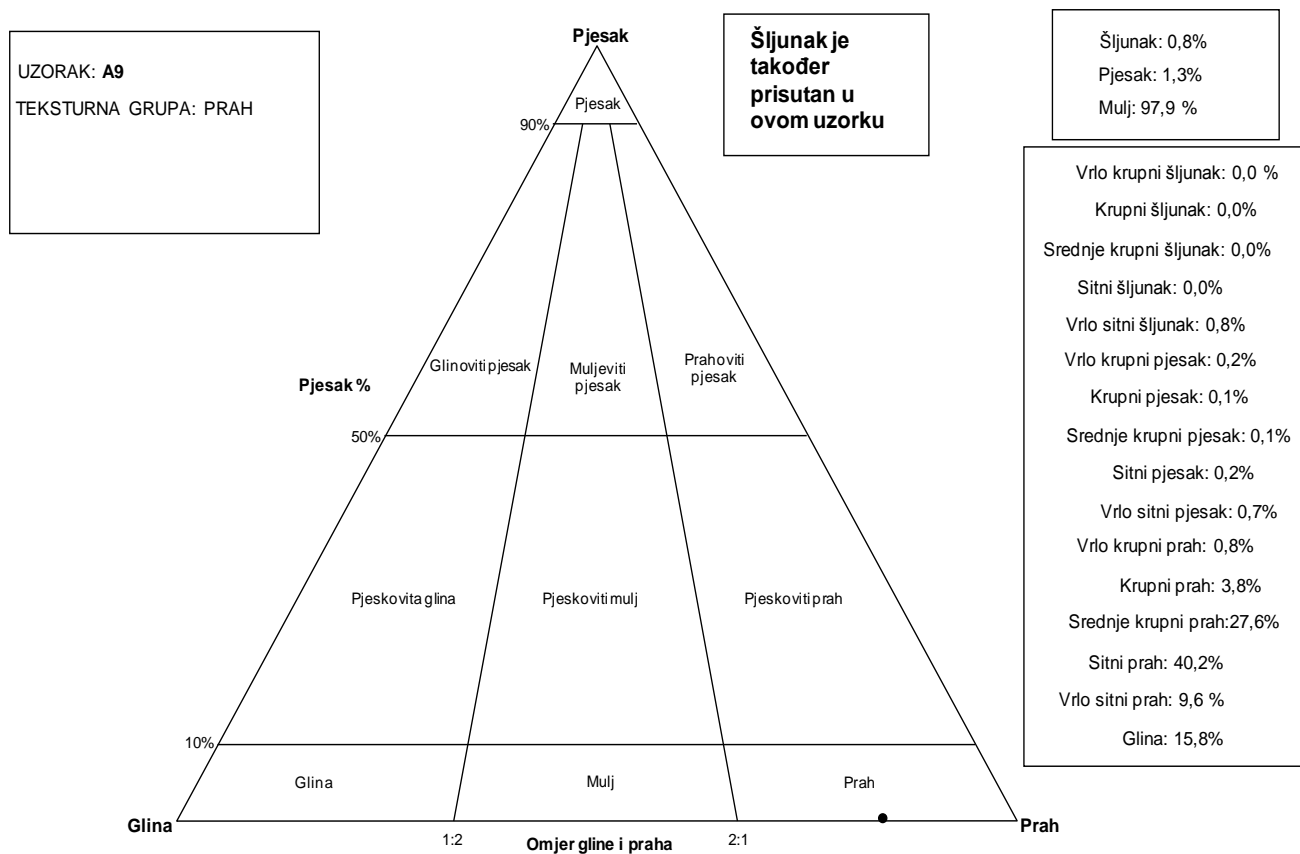 UZORAK: A9
TEKSTURNA GRUPA: PRAH
Pjesak
Pjesak
90%
Šljunak je
također
prisutan u
ovom uzorku
Šljunak: 0,8%
Pjesak: 1,3%
Mulj: 97,9 %
Vrlo krupni šljunak: 0,0 %
Krupni šljunak: 0,0%
Srednje krupni šljunak: 0,0%
Sitni šljunak: 0,0%
Vrlo sitni šljunak: 0,8%
Vrlo krupni pjesak: 0,2%
Krupni pjesak: 0,1%
Srednje krupni pjesak: 0,1%
Sitni pjesak: 0,2%
Vrlo sitni pjesak: 0,7%
Vrlo krupni prah: 0,8%
Krupni prah: 3,8%
Srednje krupni prah:27,6%
Sitni prah: 40,2%
Vrlo sitni prah: 9,6 %
Glina: 15,8%
Pjesak %
Glinoviti pjesak
Muljeviti
pjesak
Prahoviti
pjesak
50%
Pjeskovita glina
Pjeskoviti mulj
Pjeskoviti prah
10%
Glina
Mulj
Prah
Glina
1:2
Omjer gline i praha
2:1
Prah